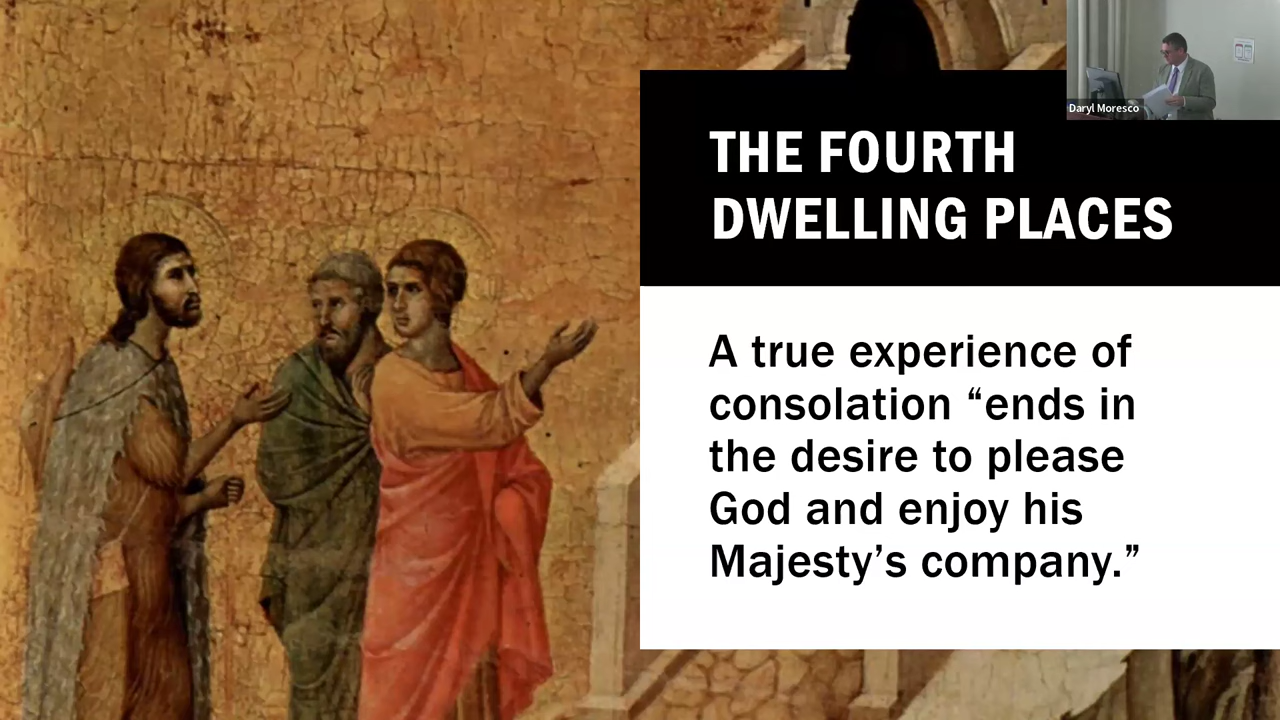 Daryl Moresco
THE FOURTH
DWELLING PLACES
A true experience of
consolation “ends in
the desire to please
God and enjoy his
Majesty’s company.”